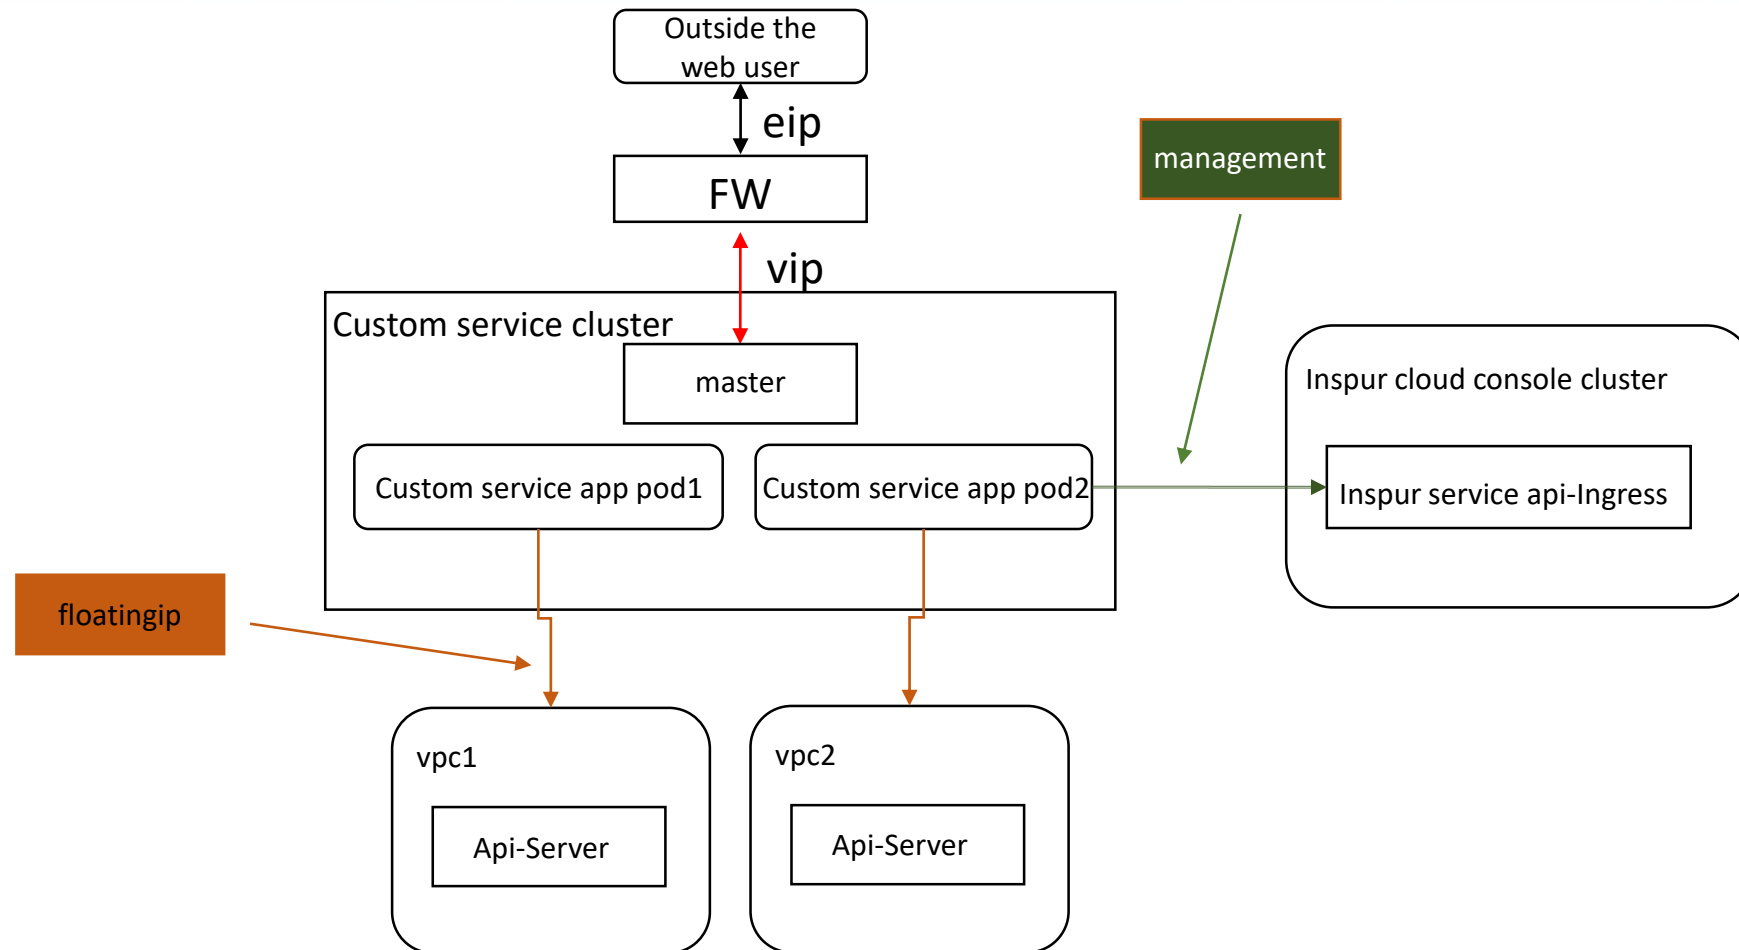 Outside the
web user
eip
management
FW
vip
Custom service cluster
master
Inspur cloud console cluster
Custom service app pod1
Custom service app pod2
Inspur service api-Ingress
floatingip
vpc1
vpc2
Api-Server
Api-Server